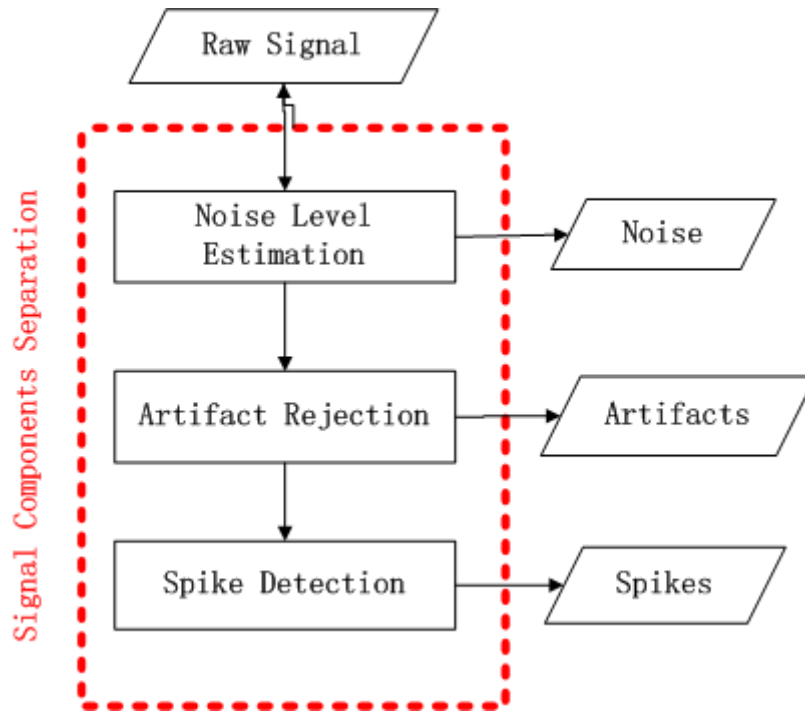 Raw Signal
Signal Components Separation
Noise Level
Estimation
Noise
Artifact Rejection
Artifacts
Spike Detection
Spikes